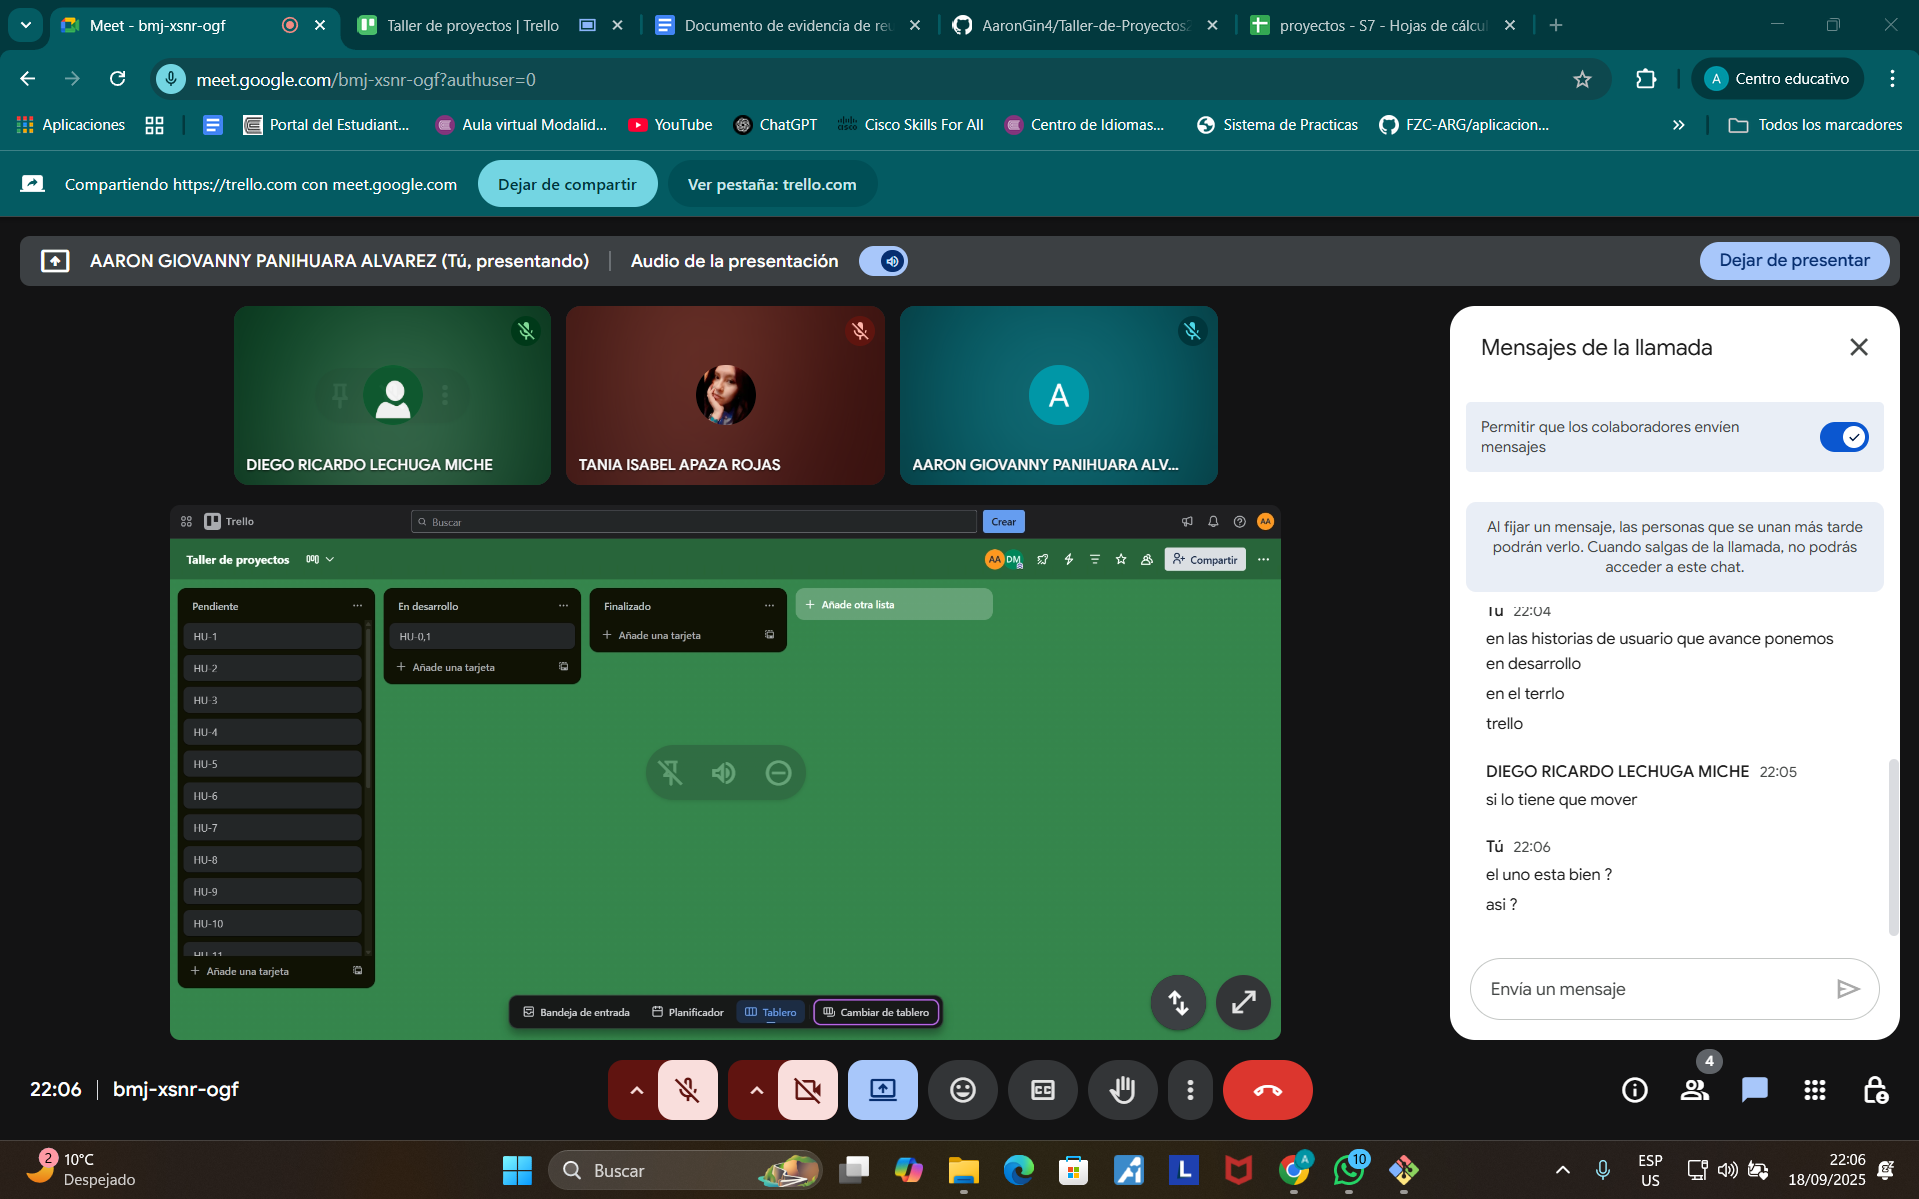 Meet - bmj-xsnr-ogf
Taller de proyectos | Trello
Documento de evidencia de reu
AaronGin4/Taller-de-Proyectos2
proyectos - S7 - Hojas de cálcu
meet.google.com/bmj-xsnr-ogf?authuser=0
A
Centro educativo
Aplicaciones
Portal del Estudiant...
Aula virtual Modalid...
YouTube
ChatGPT
Cisco Skills For All
Centro de Idiomas...
Sistema de Practicas
FZC-ARG/aplicacion...
Todos los marcadores
Compartiendo https://trello.com con meet.google.com
Dejar de compartir
Ver pestaña: trello.com
AARON GIOVANNY PANIHUARA ALVAREZ (Tú, presentando)
Audio de la presentación
Dejar de presentar
DIEGO RICARDO LECHUGA MICHE
TANIA ISABEL APAZA ROJAS
A
AARON GIOVANNY PANIHUARA ALV...
Trello
Buscar
Crear
AA
Taller de proyectos
AA
DM
Compartir
Pendiente
HU-1
HU-2
HU-3
HU-4
HU-5
HU-6
HU-7
HU-8
HU-9
HU-10
HU-11
Añade una tarjeta
En desarrollo
HU-0,1
Añade una tarjeta
Finalizado
Añade una tarjeta
Añade otra lista
Bandeja de entrada
Planificador
Tablero
Cambiar de tablero
Mensajes de la llamada
Permitir que los colaboradores envíen
mensajes
Al fijar un mensaje, las personas que se unan más tarde
podrán verlo. Cuando salgas de la llamada, no podrás
acceder a este chat.
Tú 22:04
en las historias de usuario que avance ponemos
en desarrollo
en el terrlo
trello
DIEGO RICARDO LECHUGA MICHE 22:05
si lo tiene que mover
Tú 22:06
el uno esta bien ?
asi ?
Envía un mensaje
22:06 | bmj-xsnr-ogf
4
2
10°C
Despejado
Buscar
L
A
10
ESP
US
22:06
18/09/2025